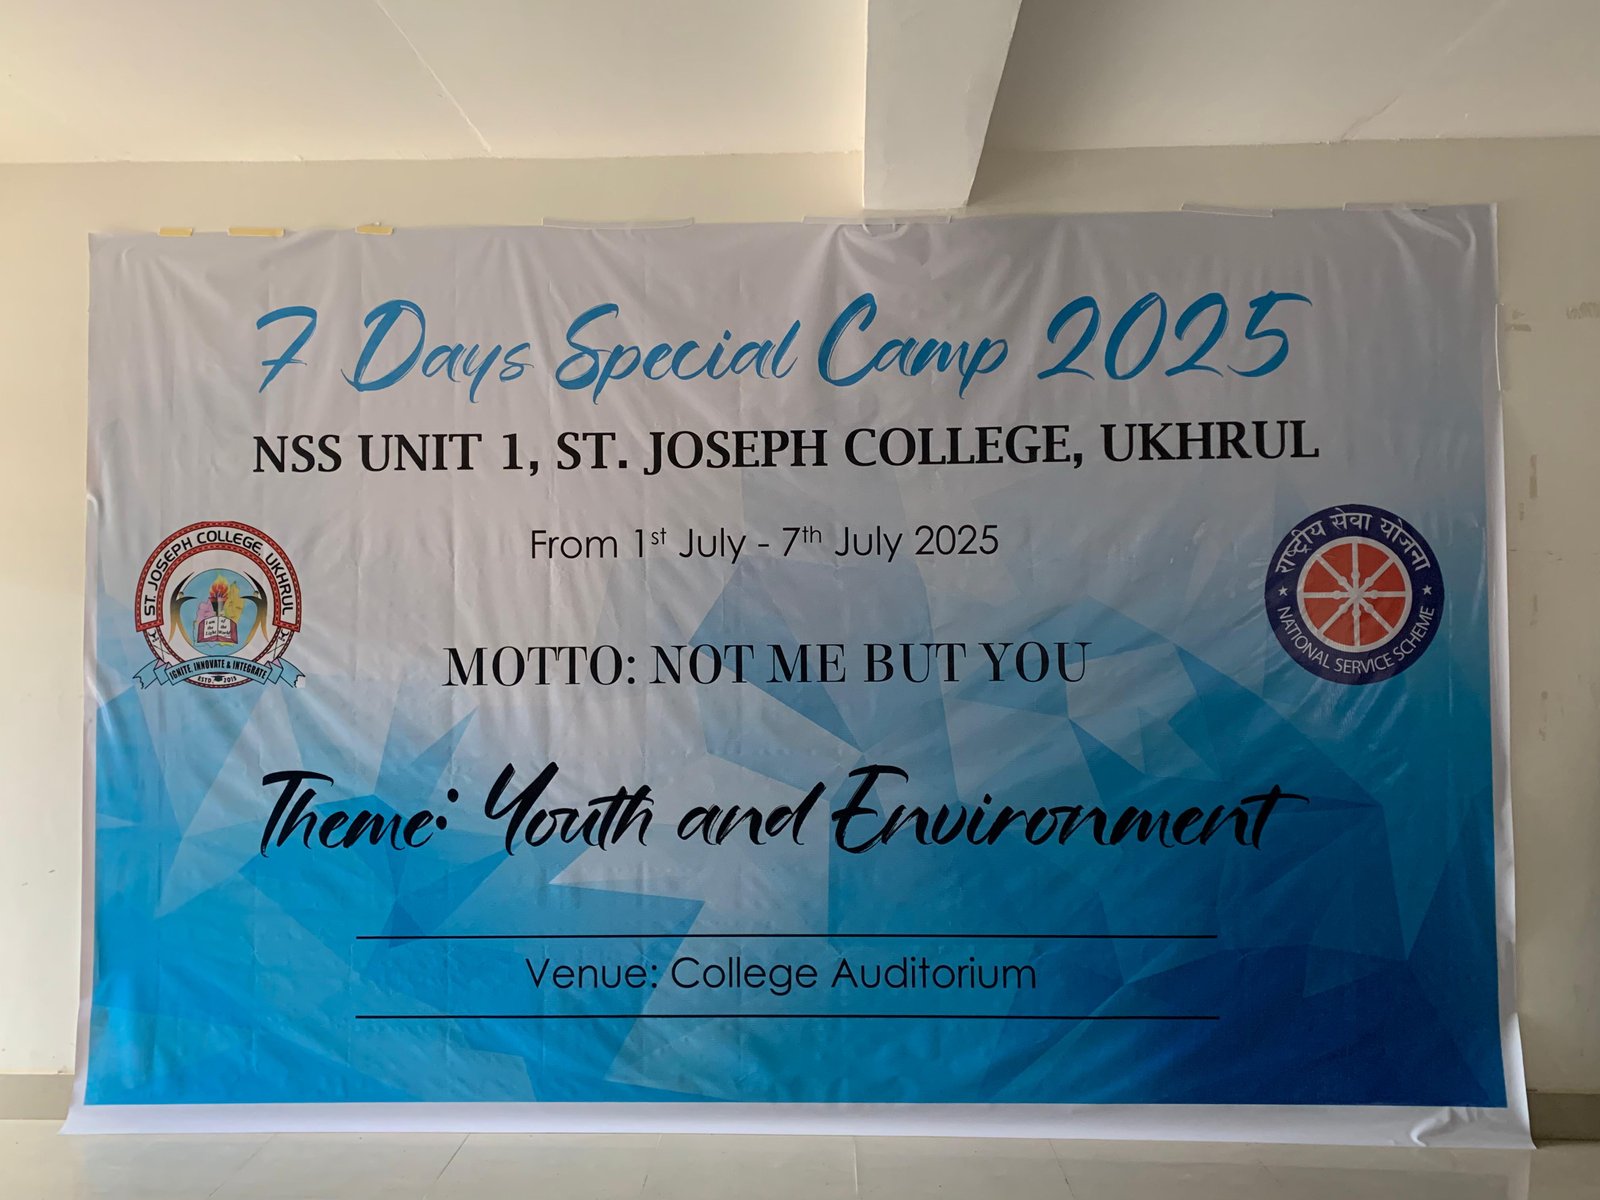 7 Days Special Camp 2025
NSS UNIT 1, ST. JOSEPH COLLEGE, UKHRUL
From 1st July - 7th July 2025
ST. JOSEPH COLLEGE, UKHRUL
IGNITE, INNOVATE & INTEGRATE
ESTD. 2015
राष्ट्रीय सेवा योजना
NATIONAL SERVICE SCHEME
MOTTO: NOT ME BUT YOU
Theme: Youth and Environment
Venue: College Auditorium